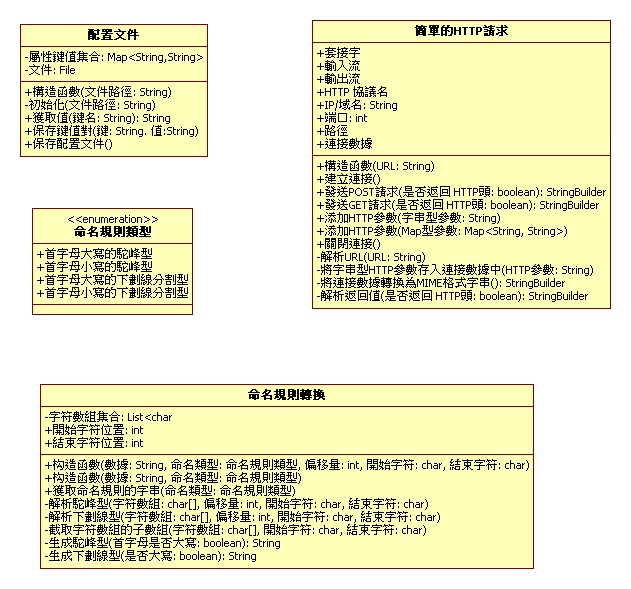 配置文件
-屬性鍵值集合: Map<String,String>
-文件: File
+構造函數(文件路徑: String)
-初始化(文件路徑: String)
+獲取值(鍵名: String): String
+保存鍵值對(鍵: String. 值:String)
+保存配置文件()
簡單的HTTP請求
+套接字
+輸入流
+輸出流
+HTTP 協議名
+IP/域名: String
+端口: int
+路徑
+連接數據
+構造函數(URL: String)
+建立連接()
+發送POST請求(是否返回 HTTP頭: boolean): StringBuilder
+發送GET請求(是否返回 HTTP頭: boolean): StringBuilder
+添加HTTP參數(字串型參數: String)
+添加HTTP參數(Map型參數: Map<String, String>)
+關閉連接()
-解析URL(URL: String)
-將字串型HTTP參數存入連接數據中(HTTP參數: String)
-將連接數據轉換為MIME格式字串(): StringBuilder
-解析返回值(是否返回 HTTP頭: boolean): StringBuilder
<<enumeration>>
命名規則類型
+首字母大寫的駝峰型
+首字母小寫的駝峰型
+首字母大寫的下劃線分割型
+首字母小寫的下劃線分割型
命名規則轉換
-字符數組集合: List<char
+開始字符位置: int
+結束字符位置: int
+构造函數(數據: String, 命名類型: 命名規則類型, 偏移量: int, 開始字符: char, 結束字符: char)
+构造函數(數據: String, 命名類型: 命名規則類型)
+獲取命名規則的字串(命名類型: 命名規則類型)
-解析駝峰型(字符數組: char[], 偏移量: int, 開始字符: char, 結束字符: char)
-解析下劃線型(字符數組: char[], 偏移量: int, 開始字符: char, 結束字符: char)
-截取字符數組的子數組(字符數組: char[], 開始字符: char, 結束字符: char)
-生成駝峰型(首字母是否大寫: boolean): String
-生成下劃線型(是否大寫: boolean): String